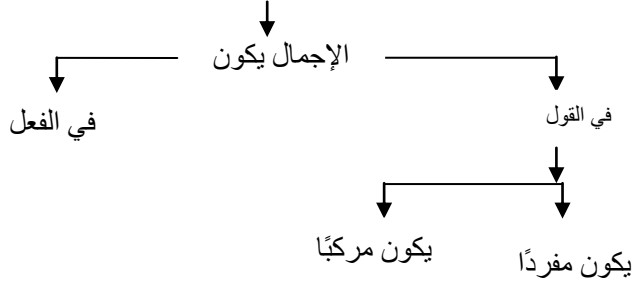 الإجمال يكون
في القول
في الفعل
يكون مفردًا
يكون مركبًا